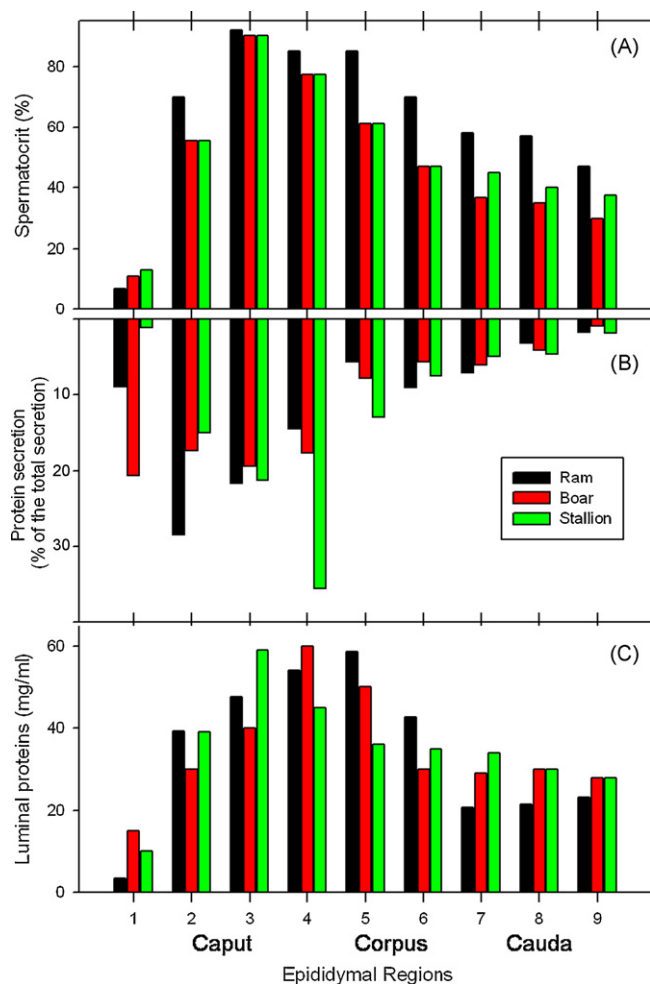 (A)
Spermatocrit (%)
80
60
40
20
0
(B)
Protein secretion
(% of the total secretion)
10
20
30
Ram
Boar
Stallion
(C)
Luminal proteins (mg/ml)
60
40
20
0
1 2 3 4 5 6 7 8 9
Caput Corpus Cauda
Epididymal Regions